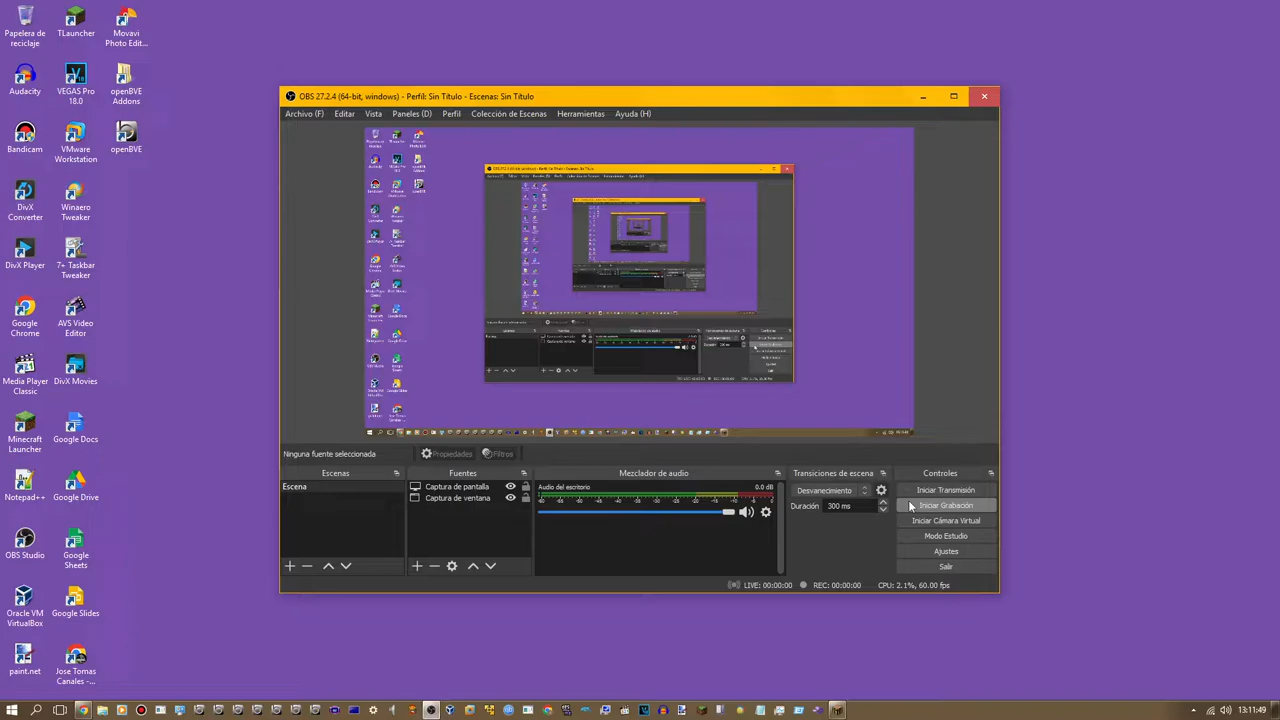 Papelera de
reciclaje
TLauncher
Movavi
Photo Edit...
Audacity
VEGAS Pro
18.0
openBVE
Addons
Bandicam
VMware
Workstation
openBVE
DivX
Converter
Winaero
Tweaker
DivX Player
7+ Taskbar
Tweaker
Google
Chrome
AVS Video
Editor
Media Player
Classic
DivX Movies
Minecraft
Launcher
Google Docs
Notepad++
Google Drive
OBS Studio
Google
Sheets
Oracle VM
VirtualBox
Google Slides
paint.net
Jose Tomas
Canales -...
OBS 27.2.4 (64-bit, windows) - Perfil: Sin Título - Escenas: Sin Título
Archivo (F) Editar Vista Paneles (D) Perfil Colección de Escenas Herramientas Ayuda (H)
Ninguna fuente seleccionada Propiedades Filtros
Escenas
Escena
Fuentes
Captura de pantalla
Captura de ventana
Mezclador de audio
Audio del escritorio 0.0 dB
Transiciones de escena
Desvanecimiento
Duración 300 ms
Controles
Iniciar Transmisión
Iniciar Grabación
Iniciar Cámara Virtual
Modo Estudio
Ajustes
Salir
LIVE: 00:00:00 REC: 00:00:00 CPU: 2.1%, 60.00 fps
13:11:49